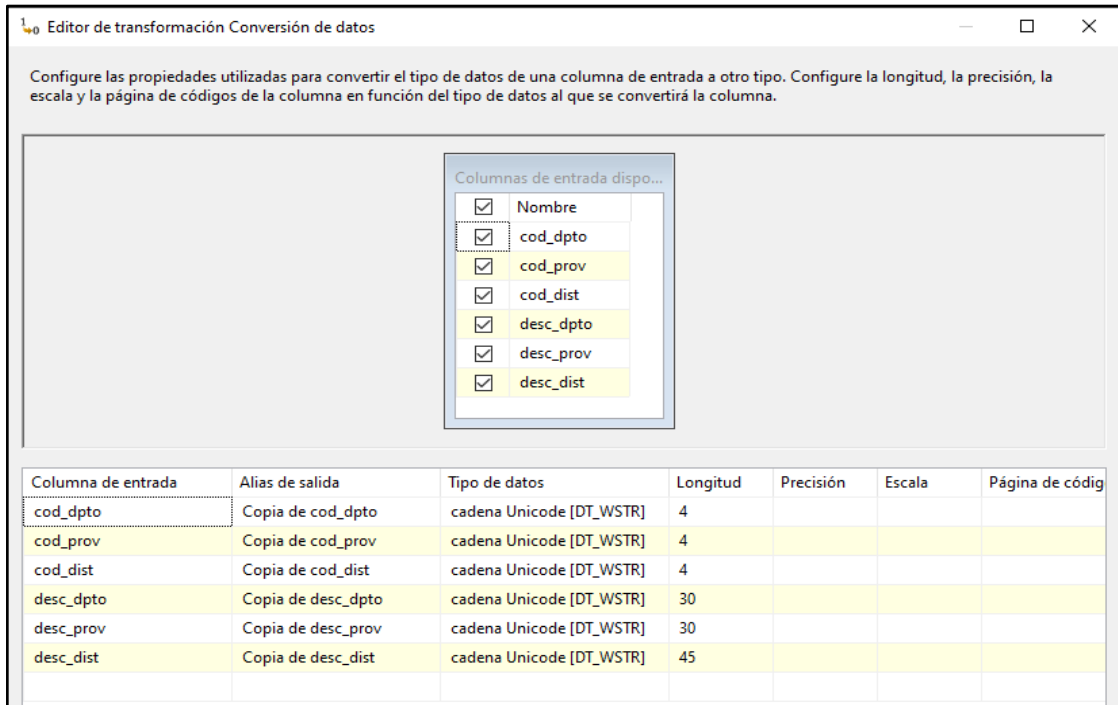 Editor de transformación Conversión de datos
Configure las propiedades utilizadas para convertir el tipo de datos de una columna de entrada a otro tipo. Configure la longitud, la precisión, la
escala y la página de códigos de la columna en función del tipo de datos al que se convertirá la columna.
Columnas de entrada dispo...
Nombre
cod_dpto
cod_prov
cod_dist
desc_dpto
desc_prov
desc_dist
Columna de entrada Alias de salida Tipo de datos Longitud Precisión Escala Página de códig
cod_dpto Copia de cod_dpto cadena Unicode [DT_WSTR] 4
cod_prov Copia de cod_prov cadena Unicode [DT_WSTR] 4
cod_dist Copia de cod_dist cadena Unicode [DT_WSTR] 4
desc_dpto Copia de desc_dpto cadena Unicode [DT_WSTR] 30
desc_prov Copia de desc_prov cadena Unicode [DT_WSTR] 30
desc_dist Copia de desc_dist cadena Unicode [DT_WSTR] 45